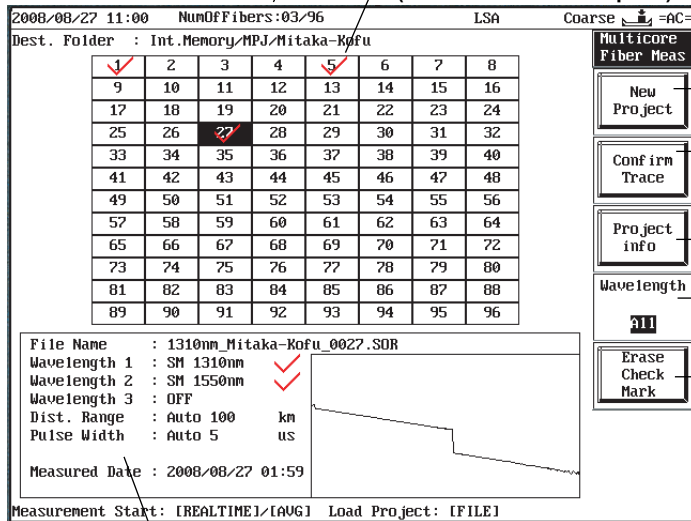 2008/08/27 11:00 NumOfFibers:03/96 LSA Coarse =AC=
Dest. Folder : Int.Memory/MPJ/Mitaka-Kofu
Multicore
Fiber Meas
1 2 3 4 5 6 7 8
9 10 11 12 13 14 15 16
17 18 19 20 21 22 23 24
25 26 27 28 29 30 31 32
33 34 35 36 37 38 39 40
41 42 43 44 45 46 47 48
49 50 51 52 53 54 55 56
57 58 59 60 61 62 63 64
65 66 67 68 69 70 71 72
73 74 75 76 77 78 79 80
81 82 83 84 85 86 87 88
89 90 91 92 93 94 95 96
New
Project
Confirm
Trace
Project
info
Wavelength
All
Erase
Check
Mark
File Name : 1310nm_Mitaka-Kofu_0027.SOR
Wavelength 1 : SM 1310nm
Wavelength 2 : SM 1550nm
Wavelength 3 : OFF
Dist. Range : Auto 100 km
Pulse Width : Auto 5 us
Measured Date : 2008/08/27 01:59
Measurement Start: [REALTIME]/[AVG] Load Project: [FILE]